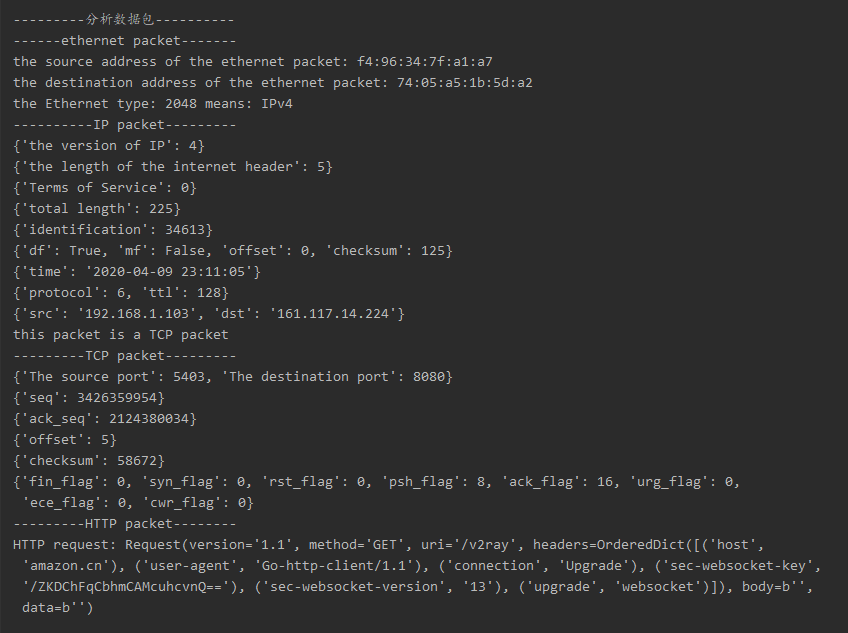 ---------分析数据包----------
------ethernet packet-------
the source address of the ethernet packet: f4:96:34:7f:a1:a7
the destination address of the ethernet packet: 74:05:a5:1b:5d:a2
the Ethernet type: 2048 means: IPv4
----------IP packet---------
{'the version of IP': 4}
{'the length of the internet header': 5}
{'Terms of Service': 0}
{'total length': 225}
{'identification': 34613}
{'df': True, 'mf': False, 'offset': 0, 'checksum': 125}
{'time': '2020-04-09 23:11:05'}
{'protocol': 6, 'ttl': 128}
{'src': '192.168.1.103', 'dst': '161.117.14.224'}
this packet is a TCP packet
---------TCP packet---------
{'The source port': 5403, 'The destination port': 8080}
{'seq': 3426359954}
{'ack_seq': 2124380034}
{'offset': 5}
{'checksum': 58672}
{'fin_flag': 0, 'syn_flag': 0, 'rst_flag': 0, 'psh_flag': 8, 'ack_flag': 16, 'urg_flag': 0,
 'ece_flag': 0, 'cwr_flag': 0}
---------HTTP packet--------
HTTP request: Request(version='1.1', method='GET', uri='/v2ray', headers=OrderedDict([('host',
 'amazon.cn'), ('user-agent', 'Go-http-client/1.1'), ('connection', 'Upgrade'), ('sec-websocket-key',
 '/ZKDChFqCbhmCAMcuhcvnQ=='), ('sec-websocket-version', '13'), ('upgrade', 'websocket')]), body=b'',
 data=b'')